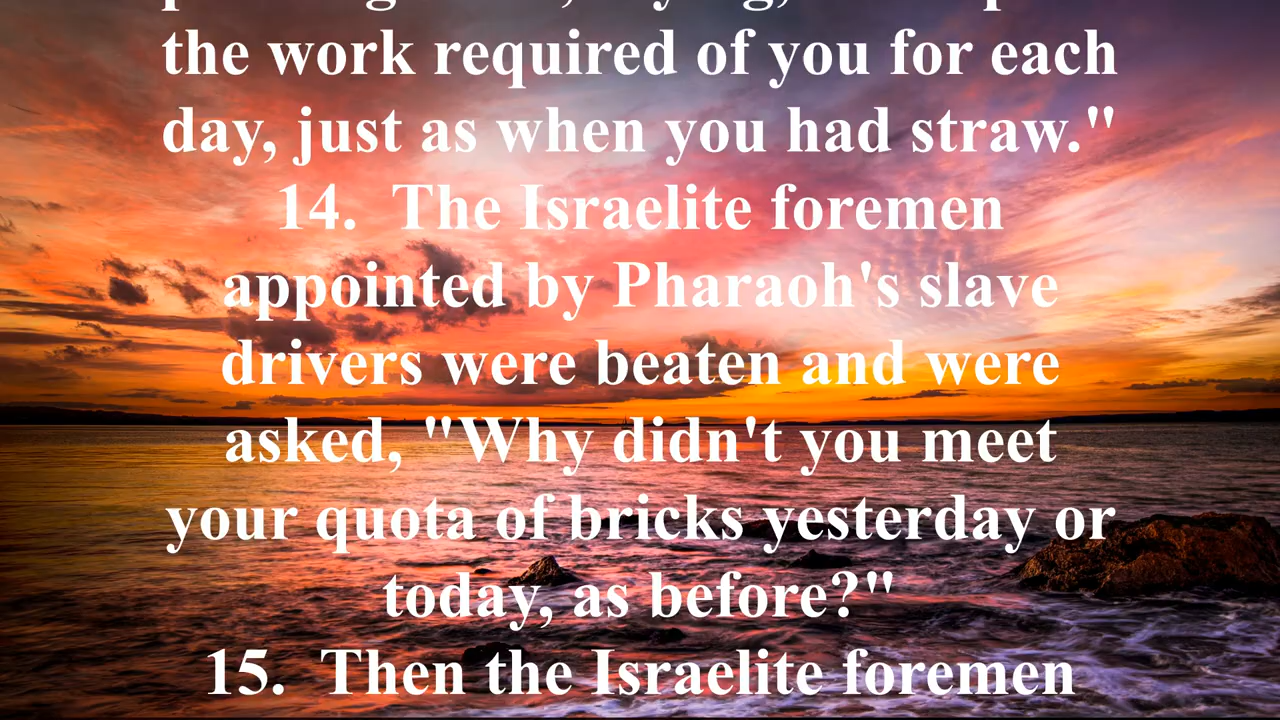 the work required of you for each
day, just as when you had straw."
14. The Israelite foremen
appointed by Pharaoh's slave
drivers were beaten and were
asked, "Why didn't you meet
your quota of bricks yesterday or
today, as before?"
15. Then the Israelite foremen